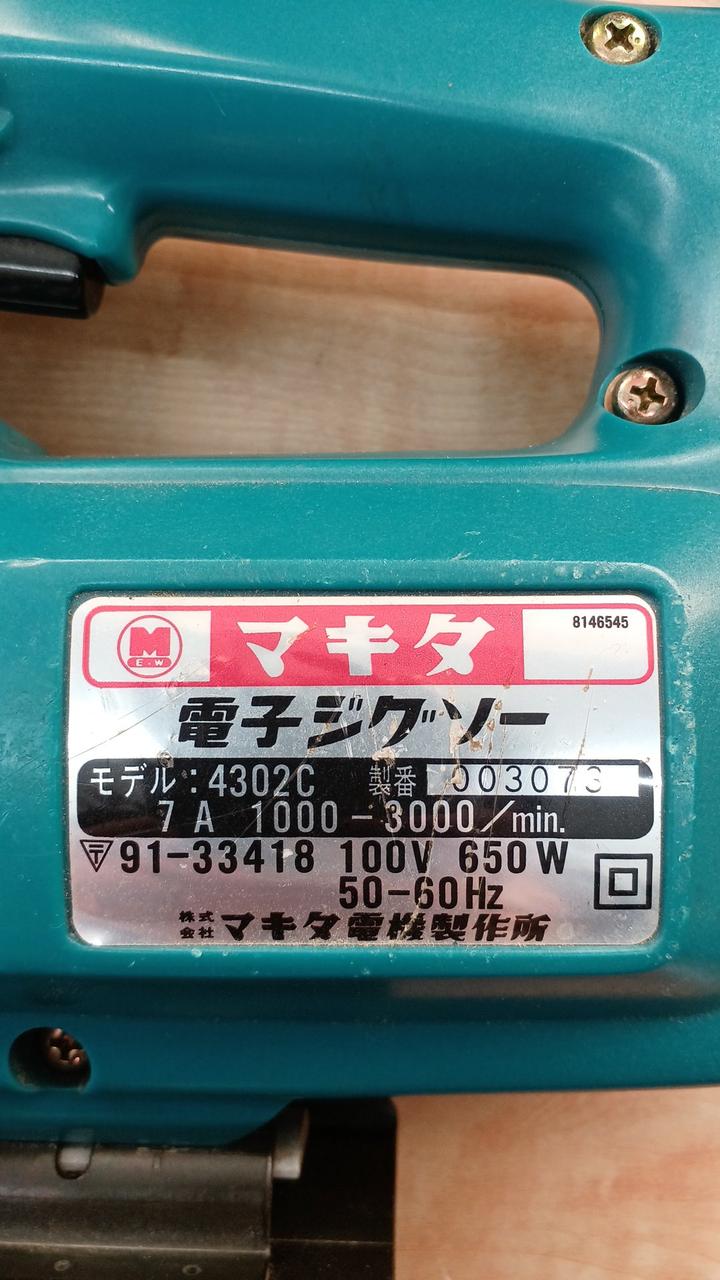 M
E.W
マキタ
8146545
電子ジグソー
モデル:4302C 製番 003073
7A 1000-3000/min.
〒 91-33418 100V 650W
50-60Hz
株式会社 マキタ電機製作所